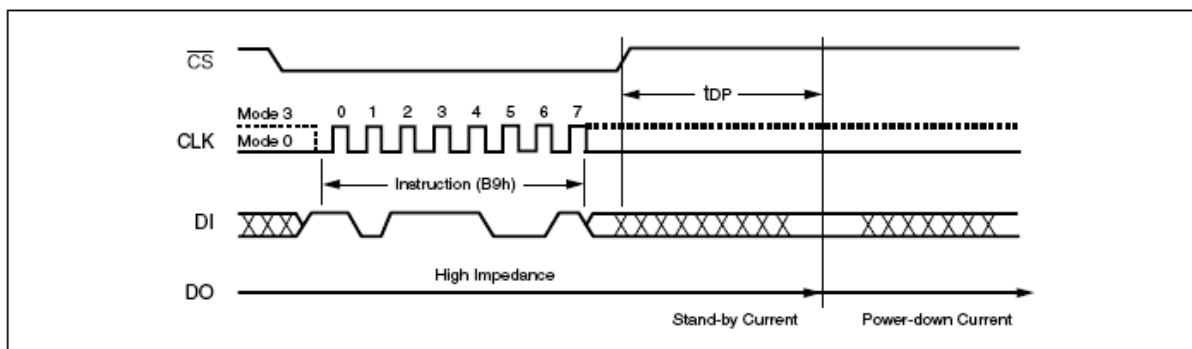 CS
tDP
Mode 3 0 1 2 3 4 5 6 7
CLK
Mode 0
Instruction (B9h)
DI
High Impedance
DO
Stand-by Current Power-down Current